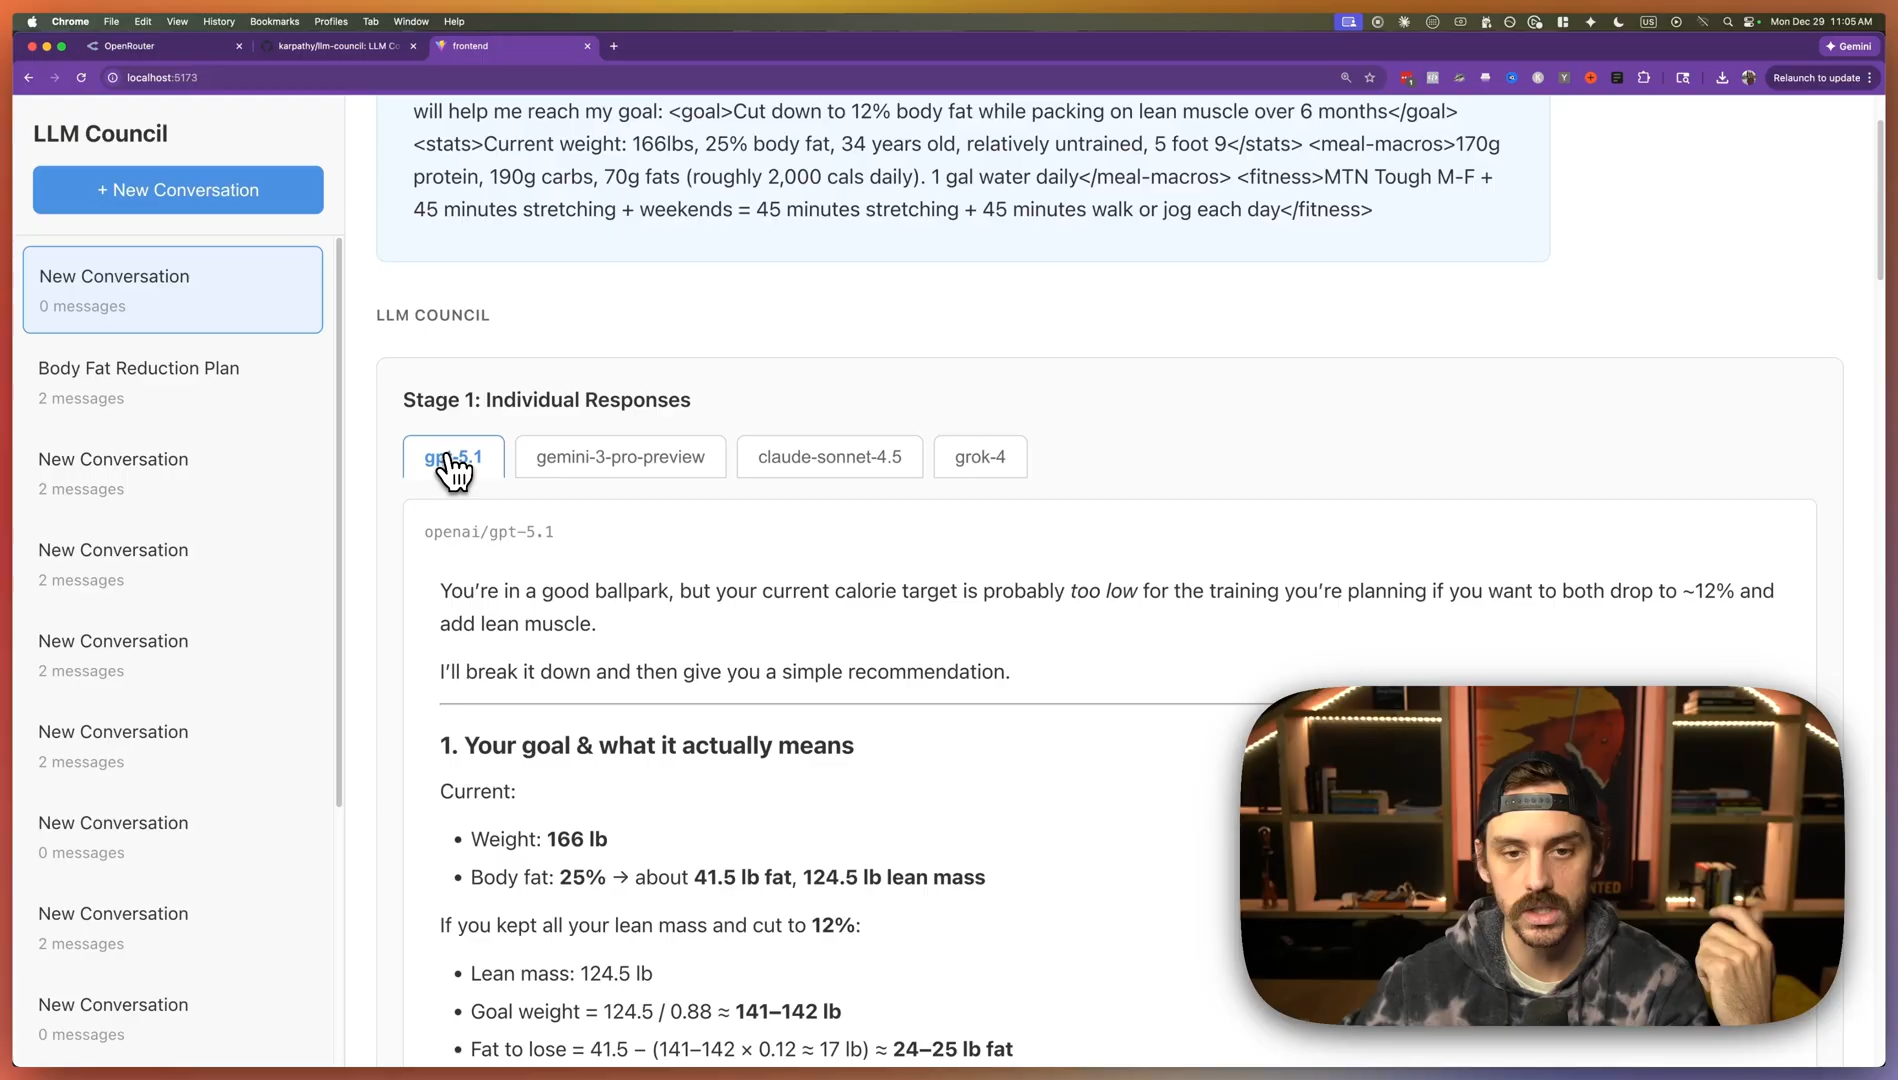 Chrome File Edit View History Bookmarks Profiles Tab Window Help
US Mon Dec 29 11:05 AM
OpenRouter
karpathy/llm-council: LLM Co
frontend
Gemini
localhost:5173
Relaunch to update
LLM Council
+ New Conversation
New Conversation
0 messages
Body Fat Reduction Plan
2 messages
New Conversation
2 messages
New Conversation
2 messages
New Conversation
2 messages
New Conversation
2 messages
New Conversation
0 messages
New Conversation
2 messages
New Conversation
0 messages
will help me reach my goal: <goal>Cut down to 12% body fat while packing on lean muscle over 6 months</goal>
<stats>Current weight: 166lbs, 25% body fat, 34 years old, relatively untrained, 5 foot 9</stats> <meal-macros>170g
protein, 190g carbs, 70g fats (roughly 2,000 cals daily). 1 gal water daily</meal-macros> <fitness>MTN Tough M-F +
45 minutes stretching + weekends = 45 minutes stretching + 45 minutes walk or jog each day</fitness>
LLM COUNCIL
Stage 1: Individual Responses
gpt-5.1
gemini-3-pro-preview
claude-sonnet-4.5
grok-4
openai/gpt-5.1
You’re in a good ballpark, but your current calorie target is probably too low for the training you’re planning if you want to both drop to ~12% and
add lean muscle.
I’ll break it down and then give you a simple recommendation.
1. Your goal & what it actually means
Current:
• Weight: 166 lb
• Body fat: 25% → about 41.5 lb fat, 124.5 lb lean mass
If you kept all your lean mass and cut to 12%:
• Lean mass: 124.5 lb
• Goal weight = 124.5 / 0.88 ≈ 141–142 lb
• Fat to lose = 41.5 − (141–142 × 0.12 ≈ 17 lb) ≈ 24–25 lb fat